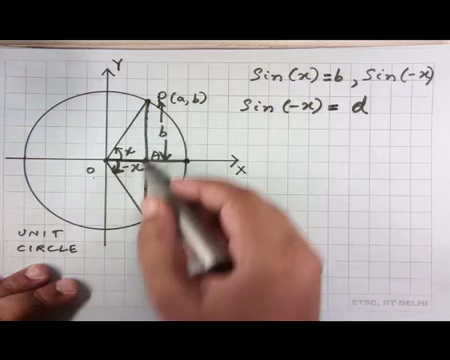 Sin(x)=b, Sin(-x)
Sin(-x) = d
Y
P(a,b)
b
x
A
-x
O
X
UNIT
CIRCLE
ETSC, IIT DELHI